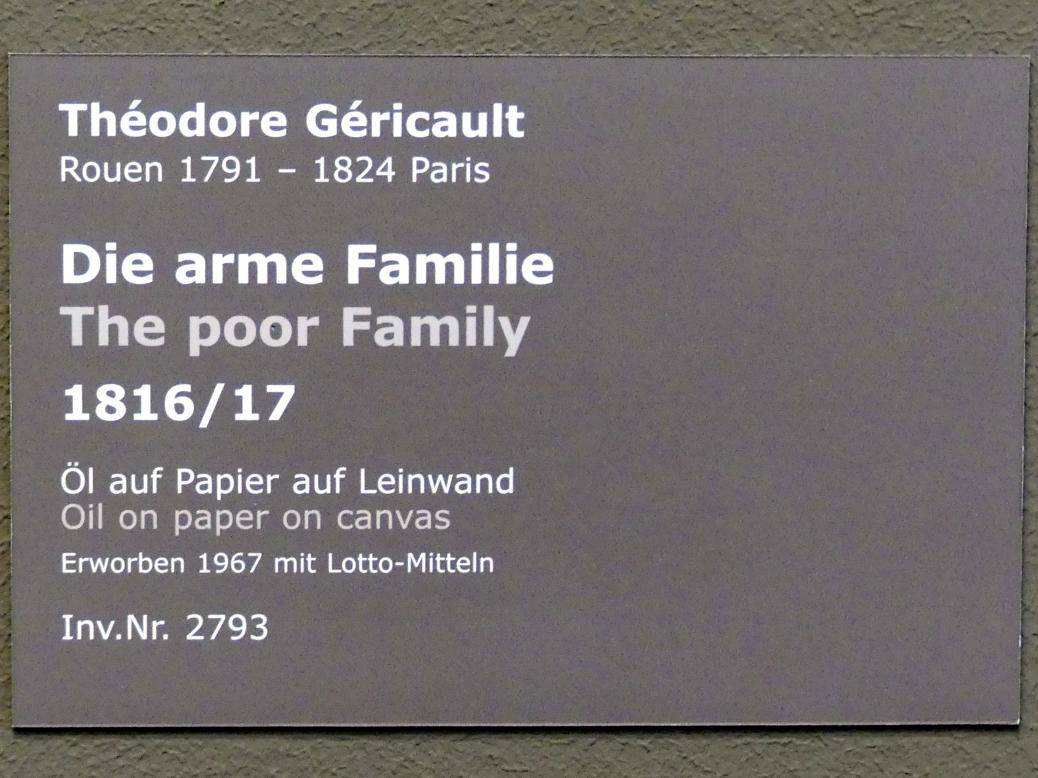 Théodore Géricault
Rouen 1791 – 1824 Paris
Die arme Familie
The poor Family
1816/17
Öl auf Papier auf Leinwand
Oil on paper on canvas
Erworben 1967 mit Lotto-Mitteln
Inv.Nr. 2793